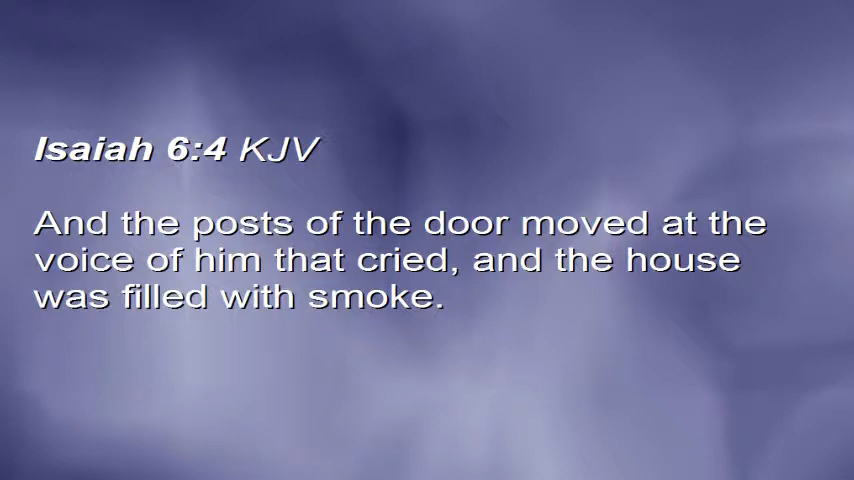 Isaiah 6:4 KJV
And the posts of the door moved at the
voice of him that cried, and the house
was filled with smoke.